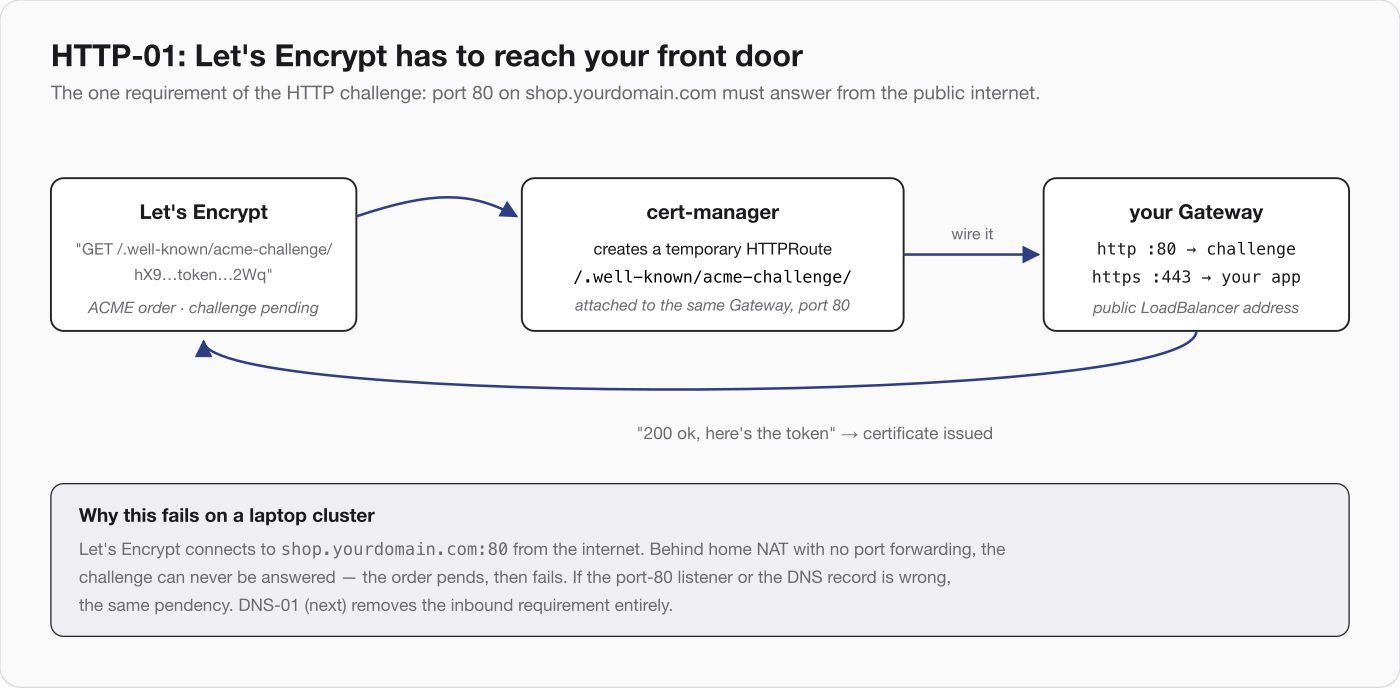 HTTP-01: Let's Encrypt has to reach your front door
The one requirement of the HTTP challenge: port 80 on shop.yourdomain.com must answer from the public internet.
Let's Encrypt
"GET /.well-known/acme-challenge/
hX9…token…2Wq"
ACME order · challenge pending
cert-manager
creates a temporary HTTPRoute
/.well-known/acme-challenge/
attached to the same Gateway, port 80
wire it
your Gateway
http :80 → challenge
https :443 → your app
public LoadBalancer address
"200 ok, here's the token" → certificate issued
Why this fails on a laptop cluster
Let's Encrypt connects to shop.yourdomain.com:80 from the internet. Behind home NAT with no port forwarding, the
challenge can never be answered — the order pends, then fails. If the port-80 listener or the DNS record is wrong,
the same pendency. DNS-01 (next) removes the inbound requirement entirely.